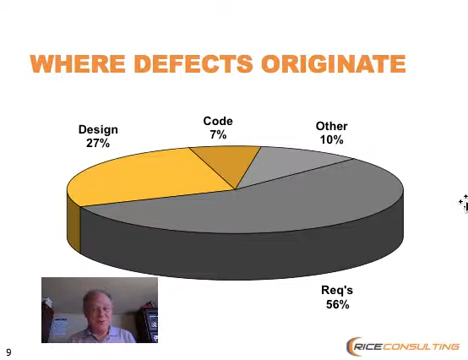 WHERE DEFECTS ORIGINATE
Code
7%
Other
10%
Design
27%
Req's
56%
9
RICECONSULTING